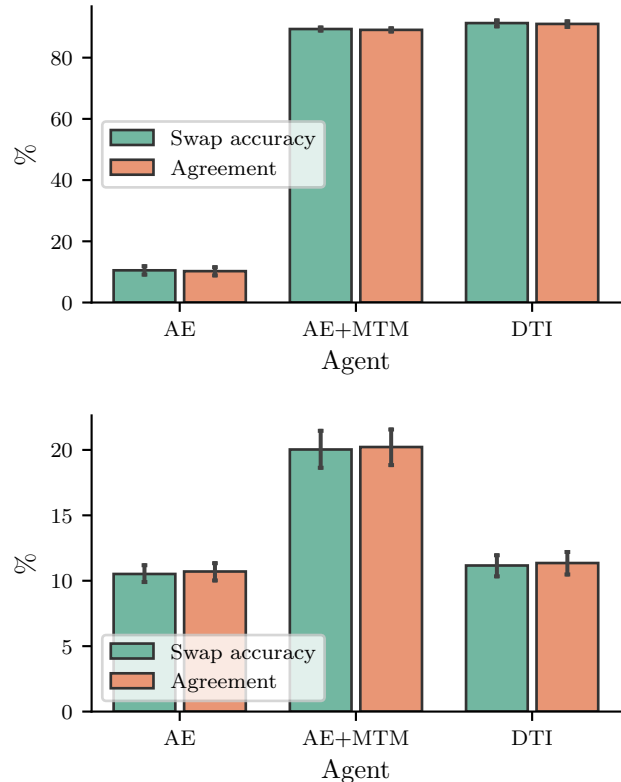 80
60
40
20
0
%
Swap accuracy
Agreement
AE
AE+MTM
DTI
Agent
20
15
10
5
0
%
Swap accuracy
Agreement
AE
AE+MTM
DTI
Agent